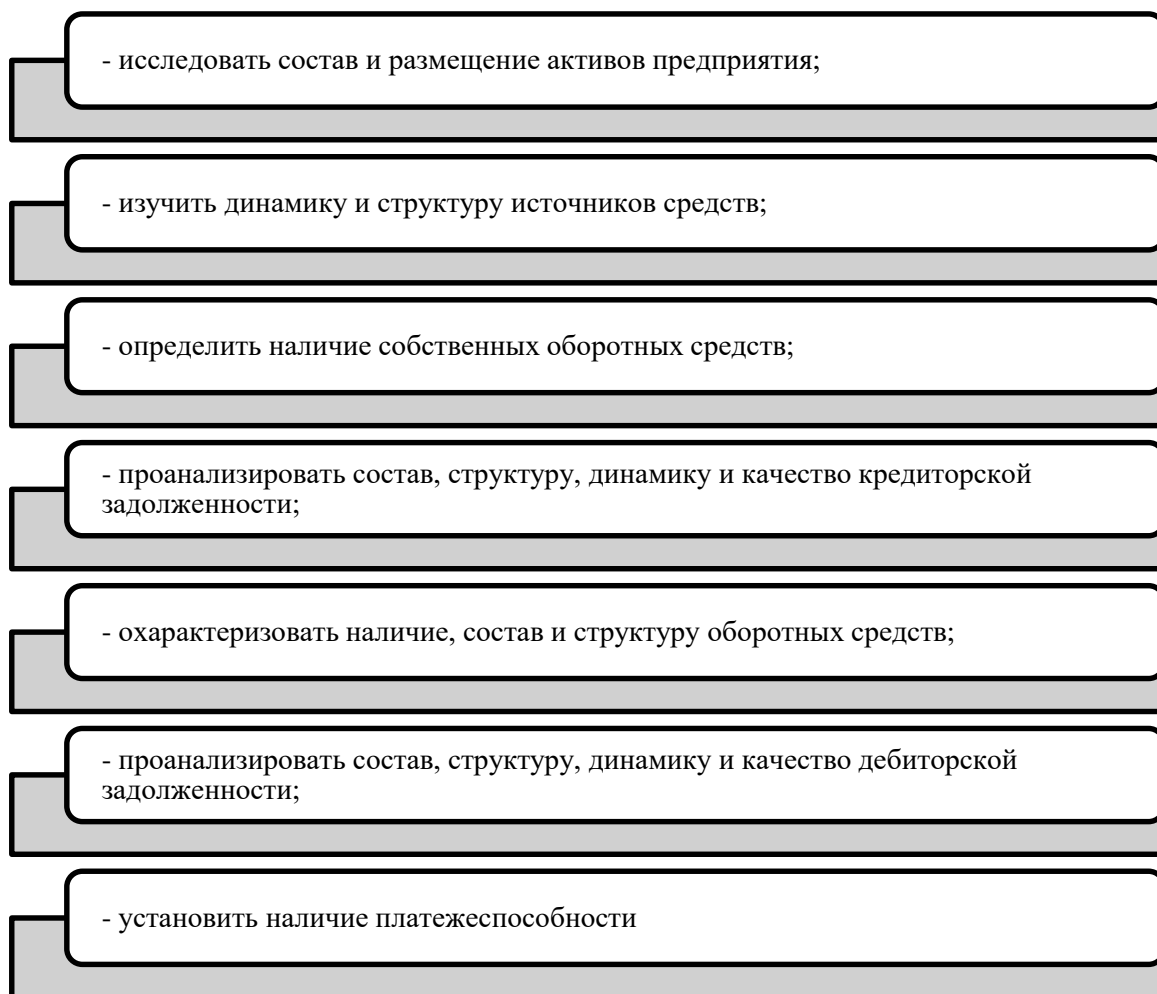 - исследовать состав и размещение активов предприятия;
- изучить динамику и структуру источников средств;
- определить наличие собственных оборотных средств;
- проанализировать состав, структуру, динамику и качество кредиторской
задолженности;
- охарактеризовать наличие, состав и структуру оборотных средств;
- проанализировать состав, структуру, динамику и качество дебиторской
задолженности;
- установить наличие платежеспособности